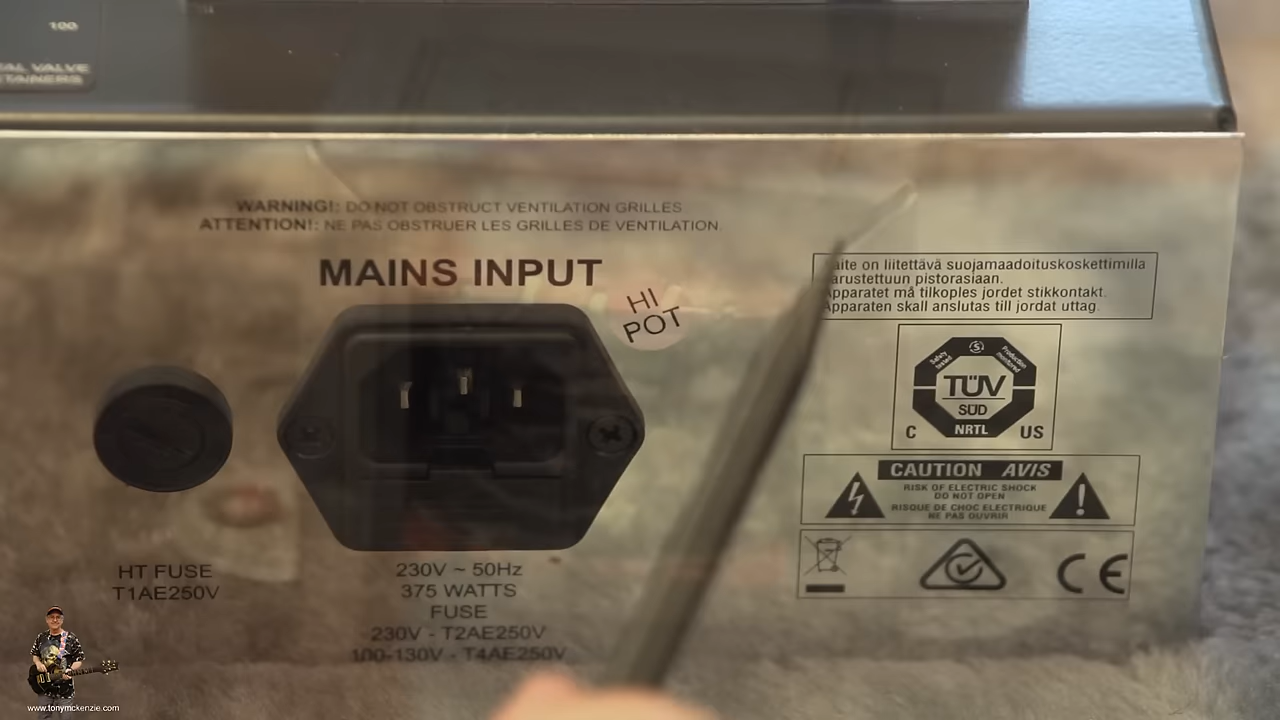 100
TAL VALVE
TAINERS
WARNING!: DO NOT OBSTRUCT VENTILATION GRILLES
ATTENTION!: NE PAS OBSTRUER LES GRILLES DE VENTILATION.
MAINS INPUT
HI
POT
aite on liitettävä suojamaadoituskoskettimilla
arustettuun pistorasiaan.
Apparatet må tilkoples jordet stikkontakt.
Apparaten skall anslutas till jordat uttag.
Safety tested
S
Production monitored
TÜV
SÜD
C NRTL US
CAUTION AVIS
RISK OF ELECTRIC SHOCK
DO NOT OPEN
RISQUE DE CHOC ELECTRIQUE
NE PAS OUVRIR
CE
HT FUSE
T1AE250V
230V ~ 50Hz
375 WATTS
FUSE
230V - T2AE250V
100-130V - T4AE250V
www.tonymckenzie.com